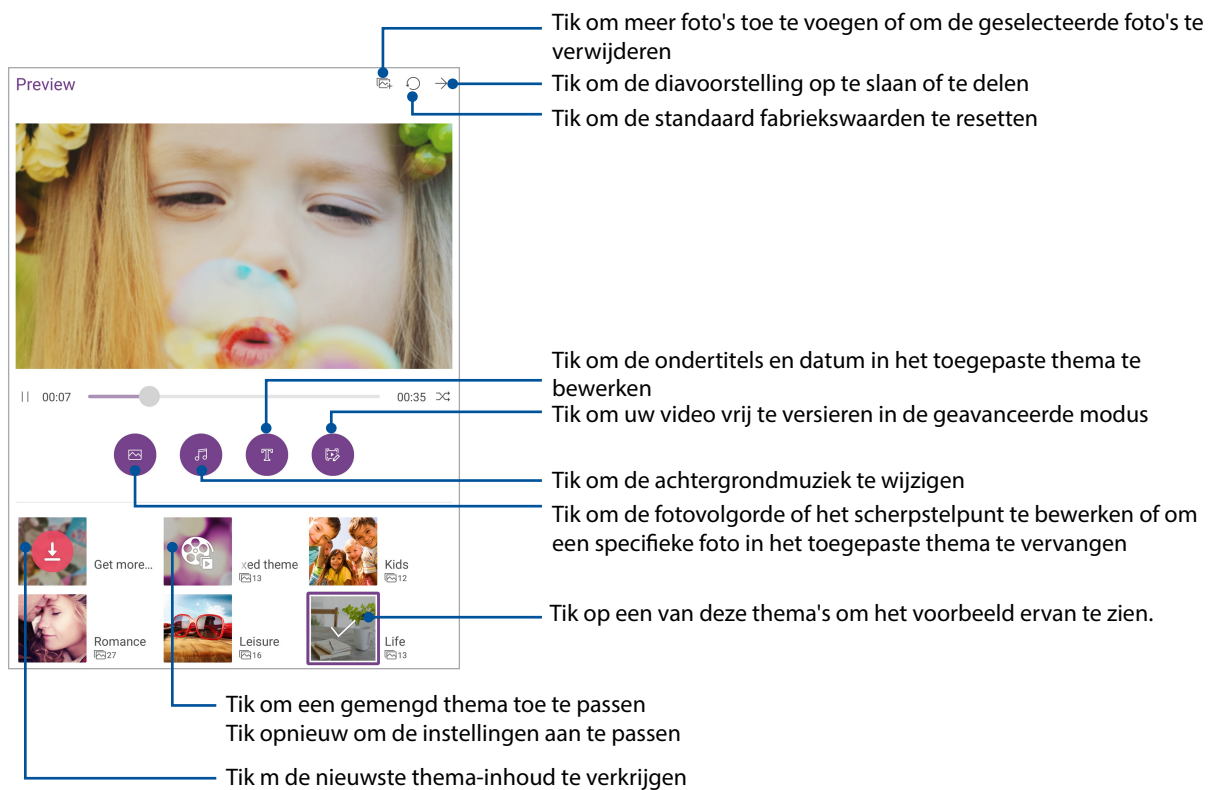 Tik om meer foto's toe te voegen of om de geselecteerde foto's te
verwijderen
Preview
Tik om de diavoorstelling op te slaan of te delen
Tik om de standaard fabriekswaarden te resetten
Tik om de ondertitels en datum in het toegepaste thema te
bewerken
00:07
00:35
Tik om uw video vrij te versieren in de geavanceerde modus
T
Tik om de achtergrondmuziek te wijzigen
Tik om de fotovolgorde of het scherpstelpunt te bewerken of om
een specifieke foto in het toegepaste thema te vervangen
Get more...
xed theme
13
Kids
12
Tik op een van deze thema's om het voorbeeld ervan te zien.
Romance
27
Leisure
16
Life
13
Tik om een gemengd thema toe te passen
Tik opnieuw om de instellingen aan te passen
Tik m de nieuwste thema-inhoud te verkrijgen